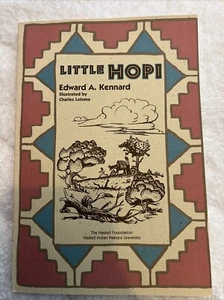 LITTLE HOPI
Edward A. Kennard
Illustrated by
Charles Loloma
The Haskell Foundation
Haskell Indian Nations University